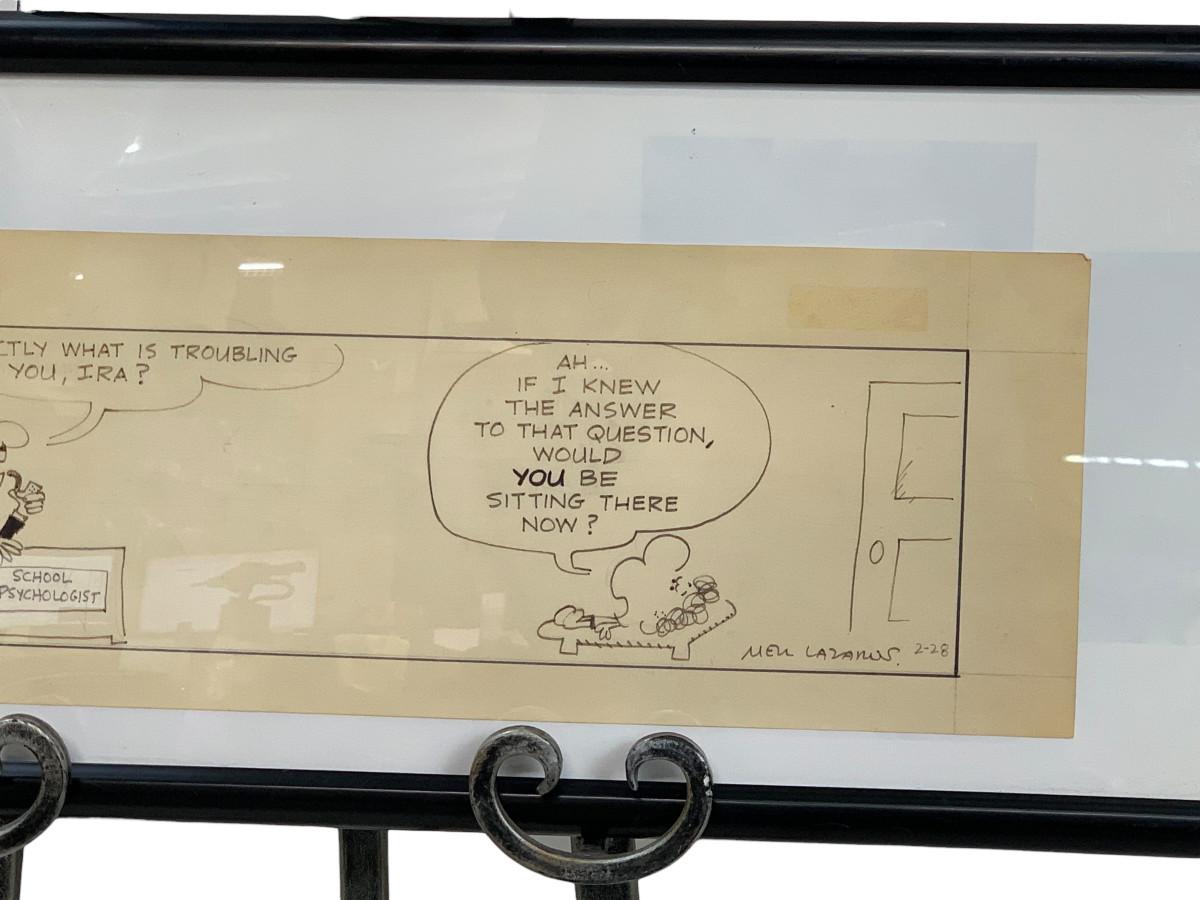 CTLY WHAT IS TROUBLING
YOU, IRA?
AH...
IF I KNEW
THE ANSWER
TO THAT QUESTION,
WOULD
YOU BE
SITTING THERE
NOW?
SCHOOL
PSYCHOLOGIST
MELL LAZARUS. 2-28